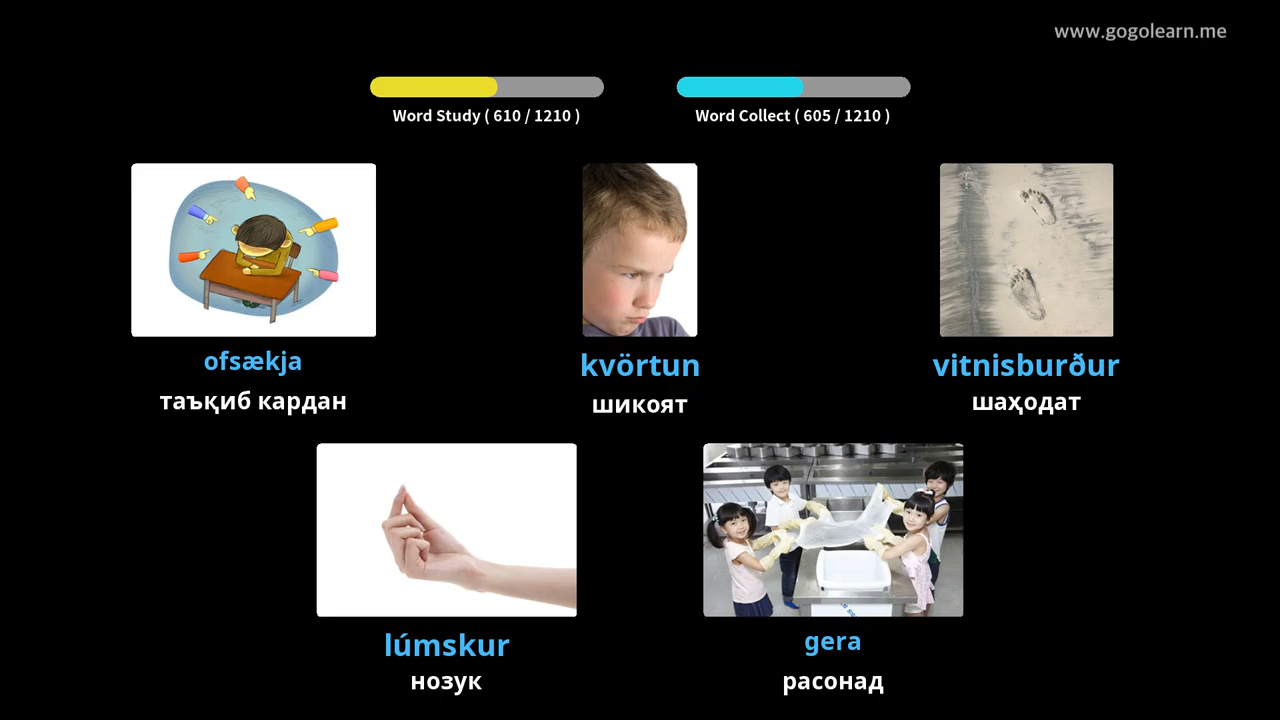 www.gogolearn.me
Word Study ( 610 / 1210 )
Word Collect ( 605 / 1210 )
ofsækja
таъқиб кардан
kvörtun
шикоят
vitnisburður
шаҳодат
lúmskur
нозук
gera
расонад